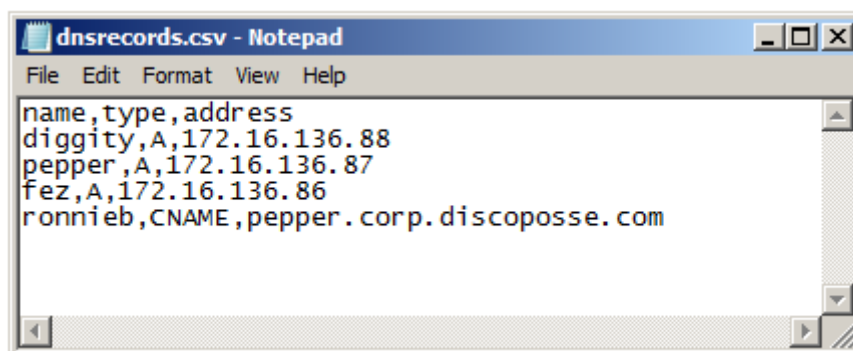 dnsrecords.csv - Notepad
File Edit Format View Help
name,type,address
diggity,A,172.16.136.88
pepper,A,172.16.136.87
fez,A,172.16.136.86
ronnieb,CNAME,pepper.corp.discoposse.com